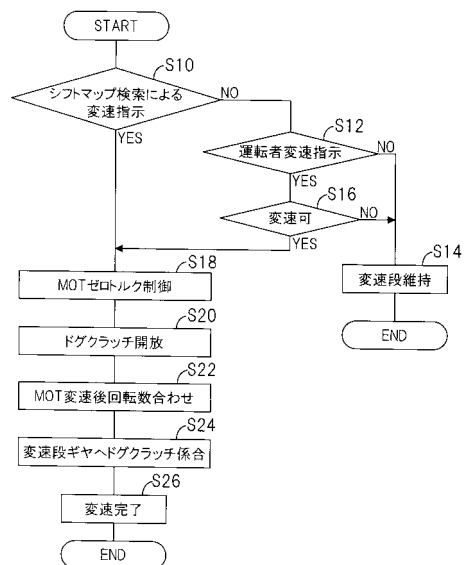 START
S10
シフトマップ検索による
変速指示
NO
YES
S12
運転者変速指示
NO
YES
S16
変速可
NO
YES
S14
変速段維持
END
S18
MOTゼロトルク制御
S20
ドグクラッチ開放
S22
MOT変速後回転数合わせ
S24
変速段ギヤへドグクラッチ係合
S26
変速完了
END